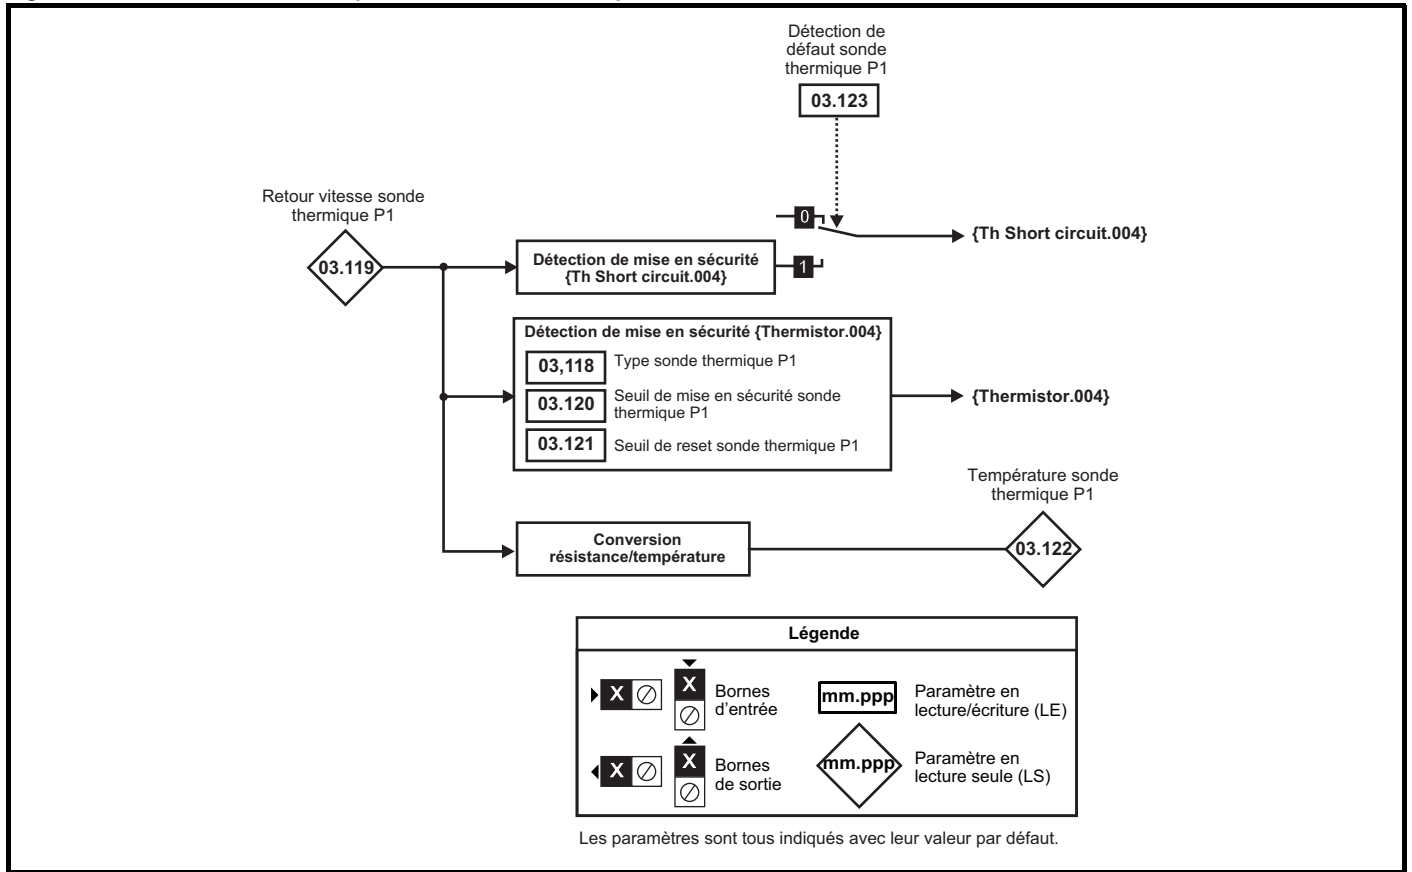 Détection de
défaut sonde
thermique P1
03.123
Retour vitesse sonde
thermique P1
03.119
0
1
{Th Short circuit.004}
Détection de mise en sécurité
{Th Short circuit.004}
Détection de mise en sécurité {Thermistor.004}
03,118 Type sonde thermique P1
03.120 Seuil de mise en sécurité sonde
thermique P1
03.121 Seuil de reset sonde thermique P1
{Thermistor.004}
Température sonde
thermique P1
03.122
Conversion
résistance/température
Légende
X
X
Bornes
d'entrée
mm.ppp
Paramètre en
lecture/écriture (LE)
X
X
Bornes
de sortie
mm.ppp
Paramètre en
lecture seule (LS)
Les paramètres sont tous indiqués avec leur valeur par défaut.